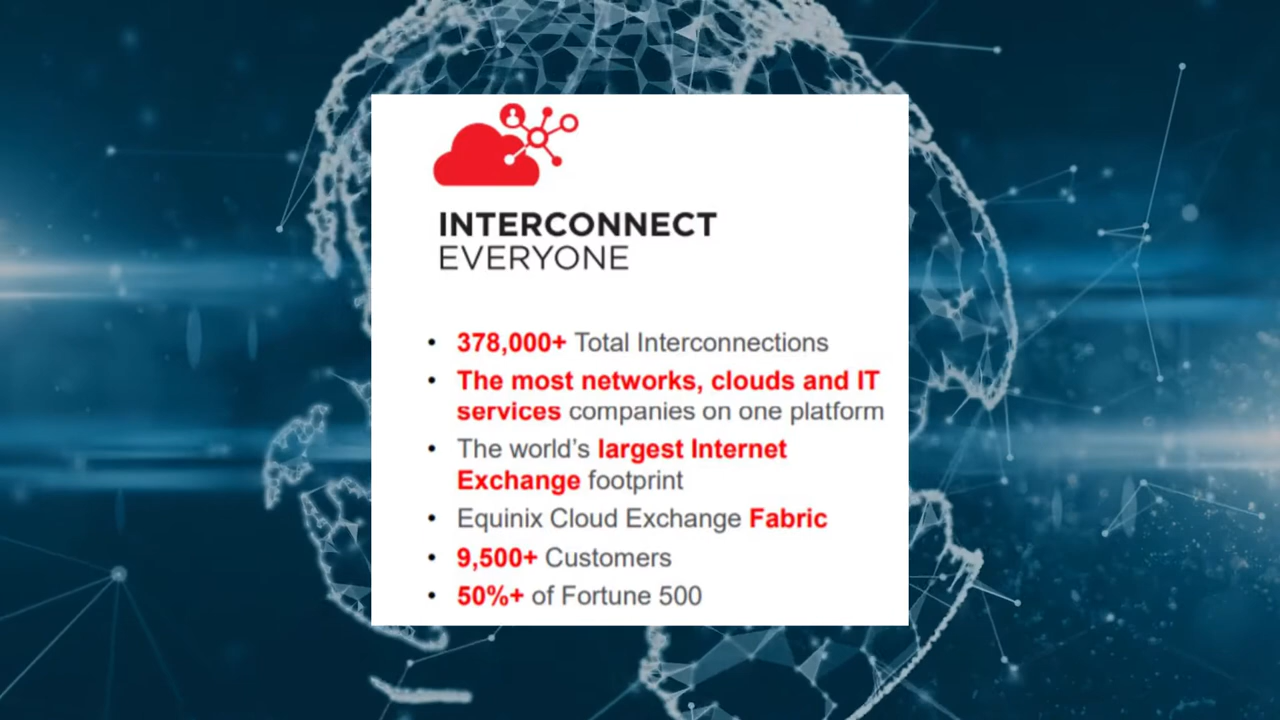 INTERCONNECT
EVERYONE
• 378,000+ Total Interconnections
• The most networks, clouds and IT
services companies on one platform
• The world's largest Internet
Exchange footprint
• Equinix Cloud Exchange Fabric
• 9,500+ Customers
• 50%+ of Fortune 500